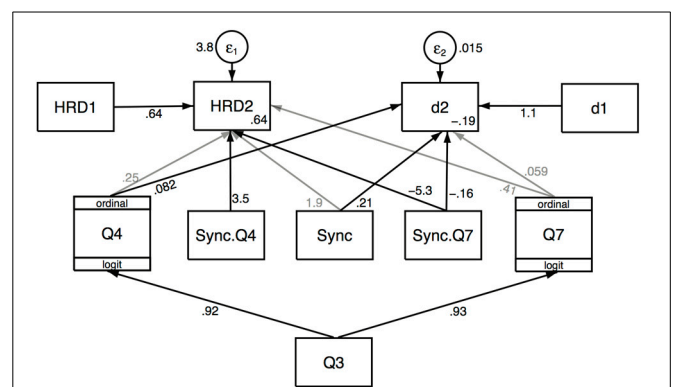 3.8 ε1
ε2 .015
HRD1
.64
HRD2
.64
d2
-.19
1.1
d1
.25
.082
3.5
1.9
.21
-5.3
-.16
.41
.059
ordinal
Q4
logit
Sync.Q4
Sync
Sync.Q7
ordinal
Q7
logit
.92
.93
Q3